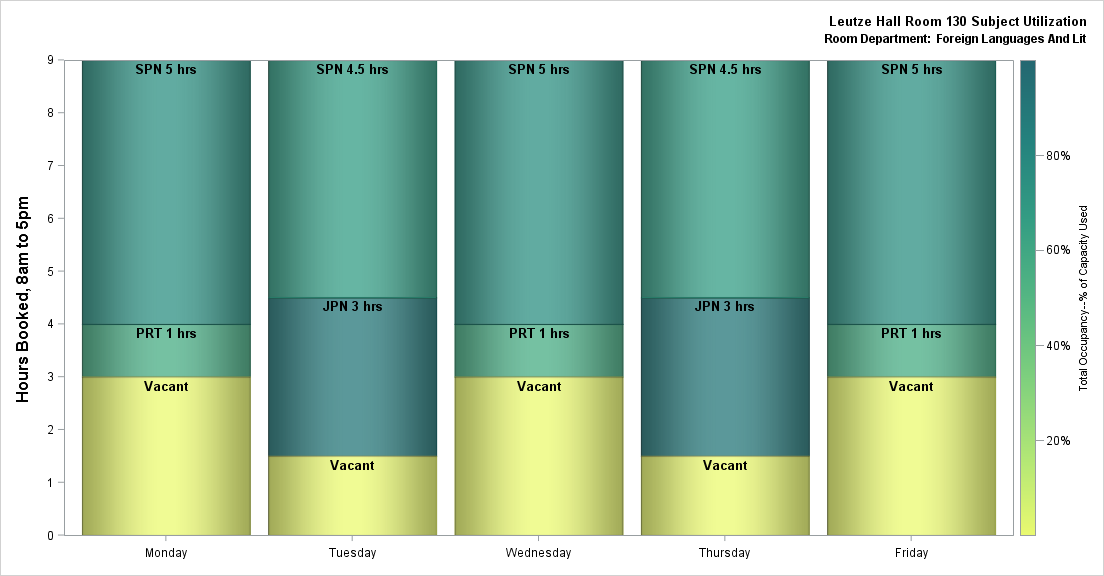 Leutze Hall Room 130 Subject Utilization
Room Department: Foreign Languages And Lit
Hours Booked, 8am to 5pm
9
8
7
6
5
4
3
2
1
0
SPN 5 hrs
PRT 1 hrs
Vacant
SPN 4.5 hrs
JPN 3 hrs
Vacant
SPN 5 hrs
PRT 1 hrs
Vacant
SPN 4.5 hrs
JPN 3 hrs
Vacant
SPN 5 hrs
PRT 1 hrs
Vacant
Monday
Tuesday
Wednesday
Thursday
Friday
80%
60%
40%
20%
Total Occupancy--% of Capacity Used